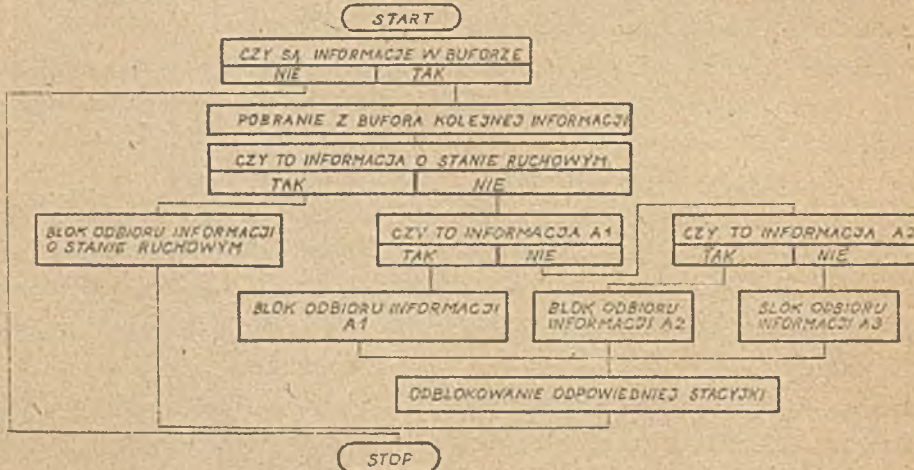 START
CZY SĄ INFORMACJE W BUFORZE
NIE TAK
POBRANIE Z BUFORA KOLEJNEJ INFORMACJI
CZY TO INFORMACJA O STANIE RUCHOWYM
TAK NIE
BLOK ODBIORU INFORMACJI
O STANIE RUCHOWYM
CZY TO INFORMACJA A1
TAK NIE
CZY TO INFORMACJA
TAK NIE
BLOK ODBIORU INFORMACJI
A1
BLOK ODBIORU
INFORMACJI A2
BLOK ODBIORU
INFORMACJI A3
ODBLOKOWANIE ODPOWIEDNIEJ STACYJKI
STOP